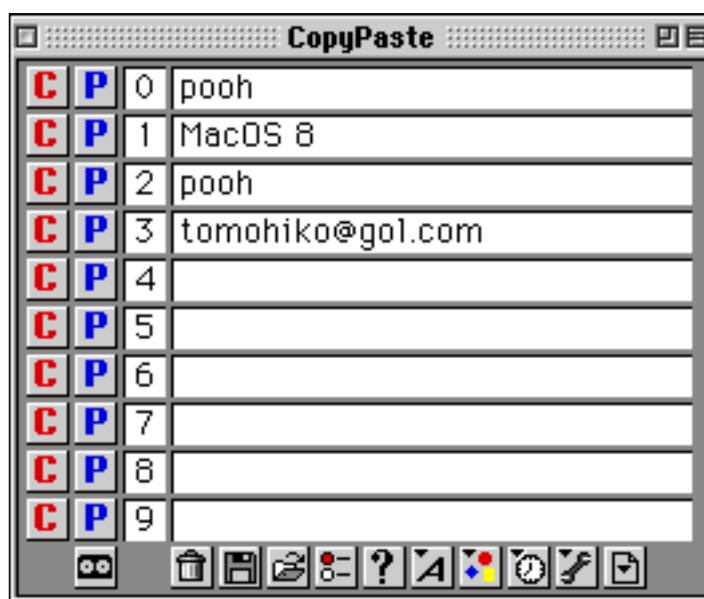 CopyPaste
C P 0 pooh
C P 1 MacOS 8
C P 2 pooh
C P 3 tomohiko@gol.com
C P 4
C P 5
C P 6
C P 7
C P 8
C P 9
? A